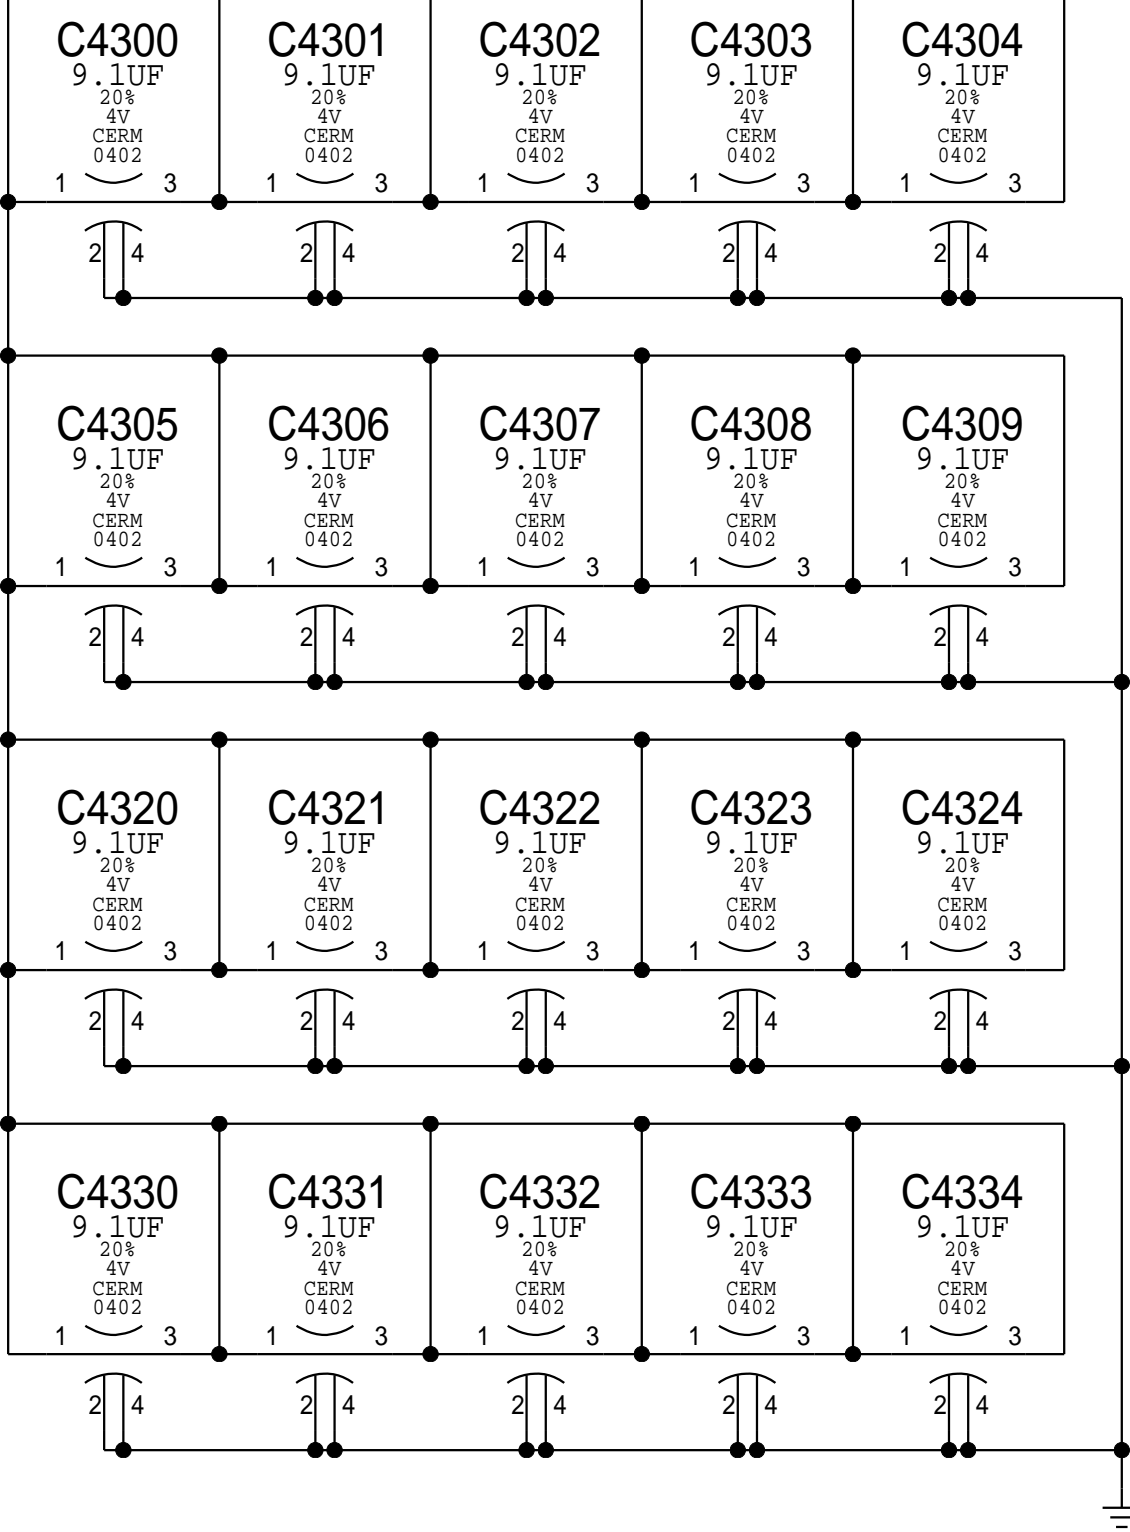 C4300 C4301 C4302 C4303 C4304
9.1UF 9.1UF 9.1UF 9.1UF 9.1UF
20% 20% 20% 20% 20%
4V 4V 4V 4V 4V
CERM CERM CERM CERM CERM
0402 0402 0402 0402 0402
1 3 1 3 1 3 1 3 1 3
2 4 2 4 2 4 2 4 2 4
C4305 C4306 C4307 C4308 C4309
9.1UF 9.1UF 9.1UF 9.1UF 9.1UF
20% 20% 20% 20% 20%
4V 4V 4V 4V 4V
CERM CERM CERM CERM CERM
0402 0402 0402 0402 0402
1 3 1 3 1 3 1 3 1 3
2 4 2 4 2 4 2 4 2 4
C4320 C4321 C4322 C4323 C4324
9.1UF 9.1UF 9.1UF 9.1UF 9.1UF
20% 20% 20% 20% 20%
4V 4V 4V 4V 4V
CERM CERM CERM CERM CERM
0402 0402 0402 0402 0402
1 3 1 3 1 3 1 3 1 3
2 4 2 4 2 4 2 4 2 4
C4330 C4331 C4332 C4333 C4334
9.1UF 9.1UF 9.1UF 9.1UF 9.1UF
20% 20% 20% 20% 20%
4V 4V 4V 4V 4V
CERM CERM CERM CERM CERM
0402 0402 0402 0402 0402
1 3 1 3 1 3 1 3 1 3
2 4 2 4 2 4 2 4 2 4